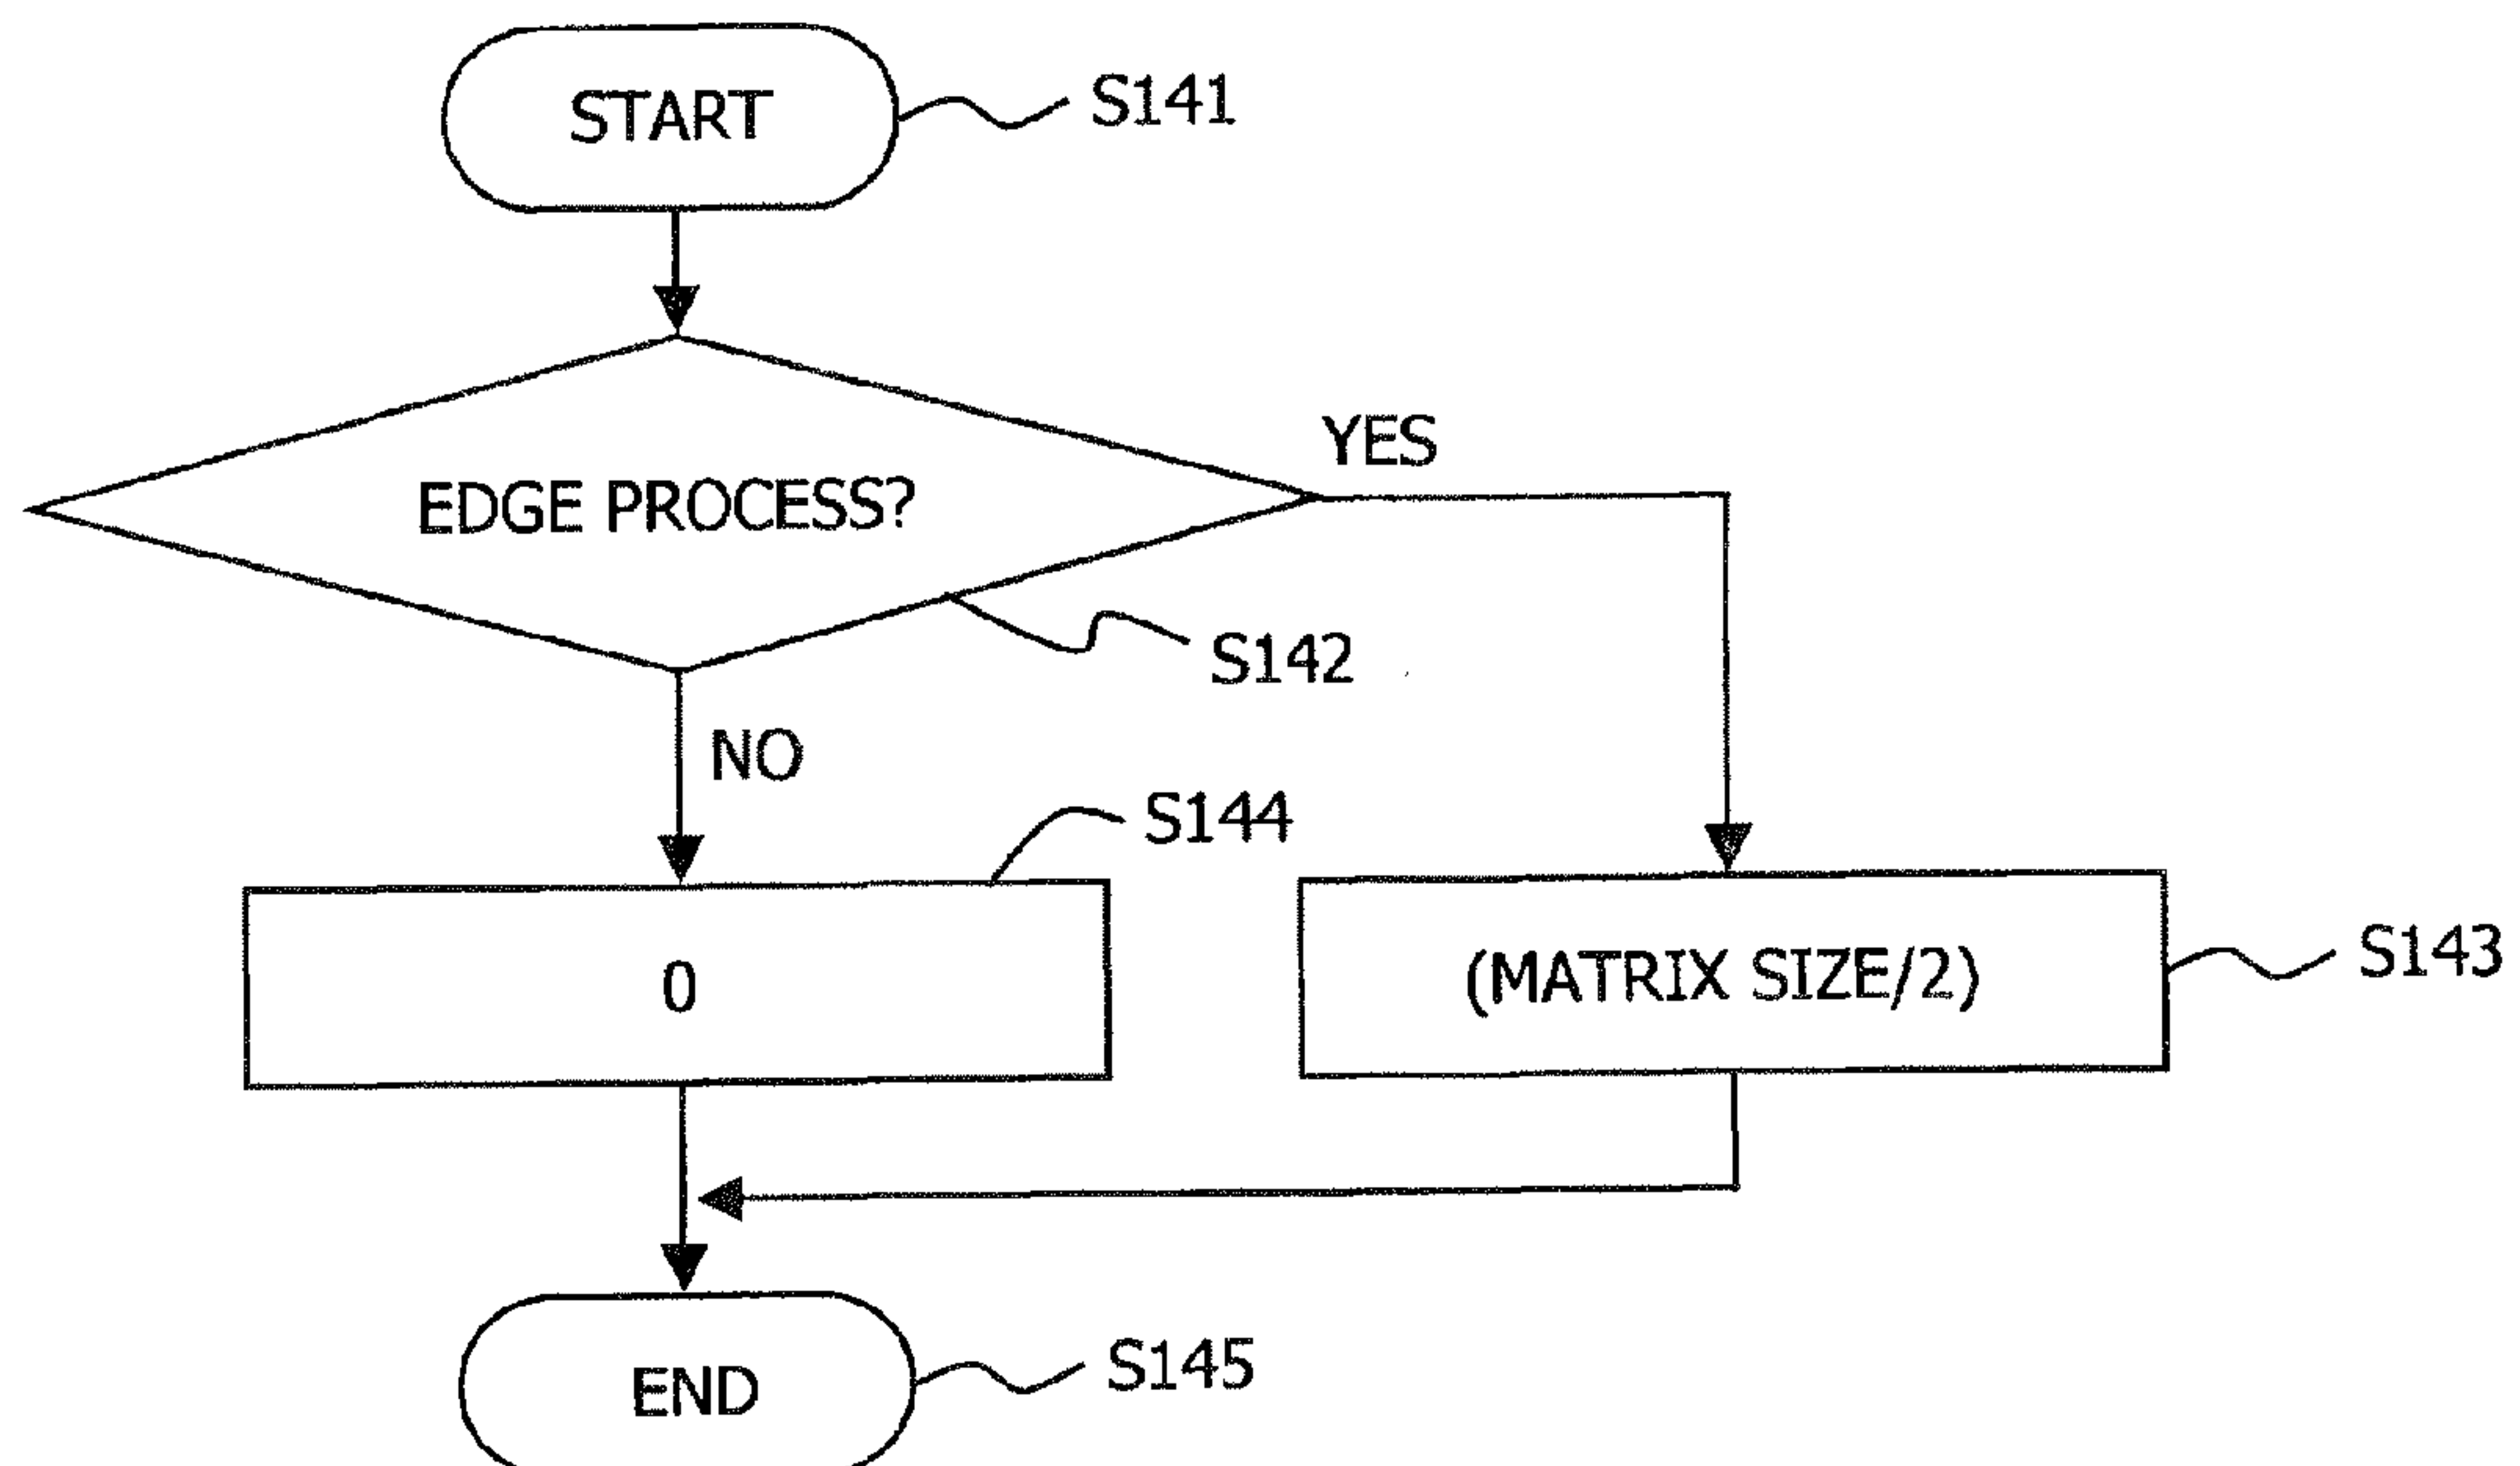 START
S141
EDGE PROCESS?
YES
S142
NO
S144
0
(MATRIX SIZE/2)
S143
END
S145